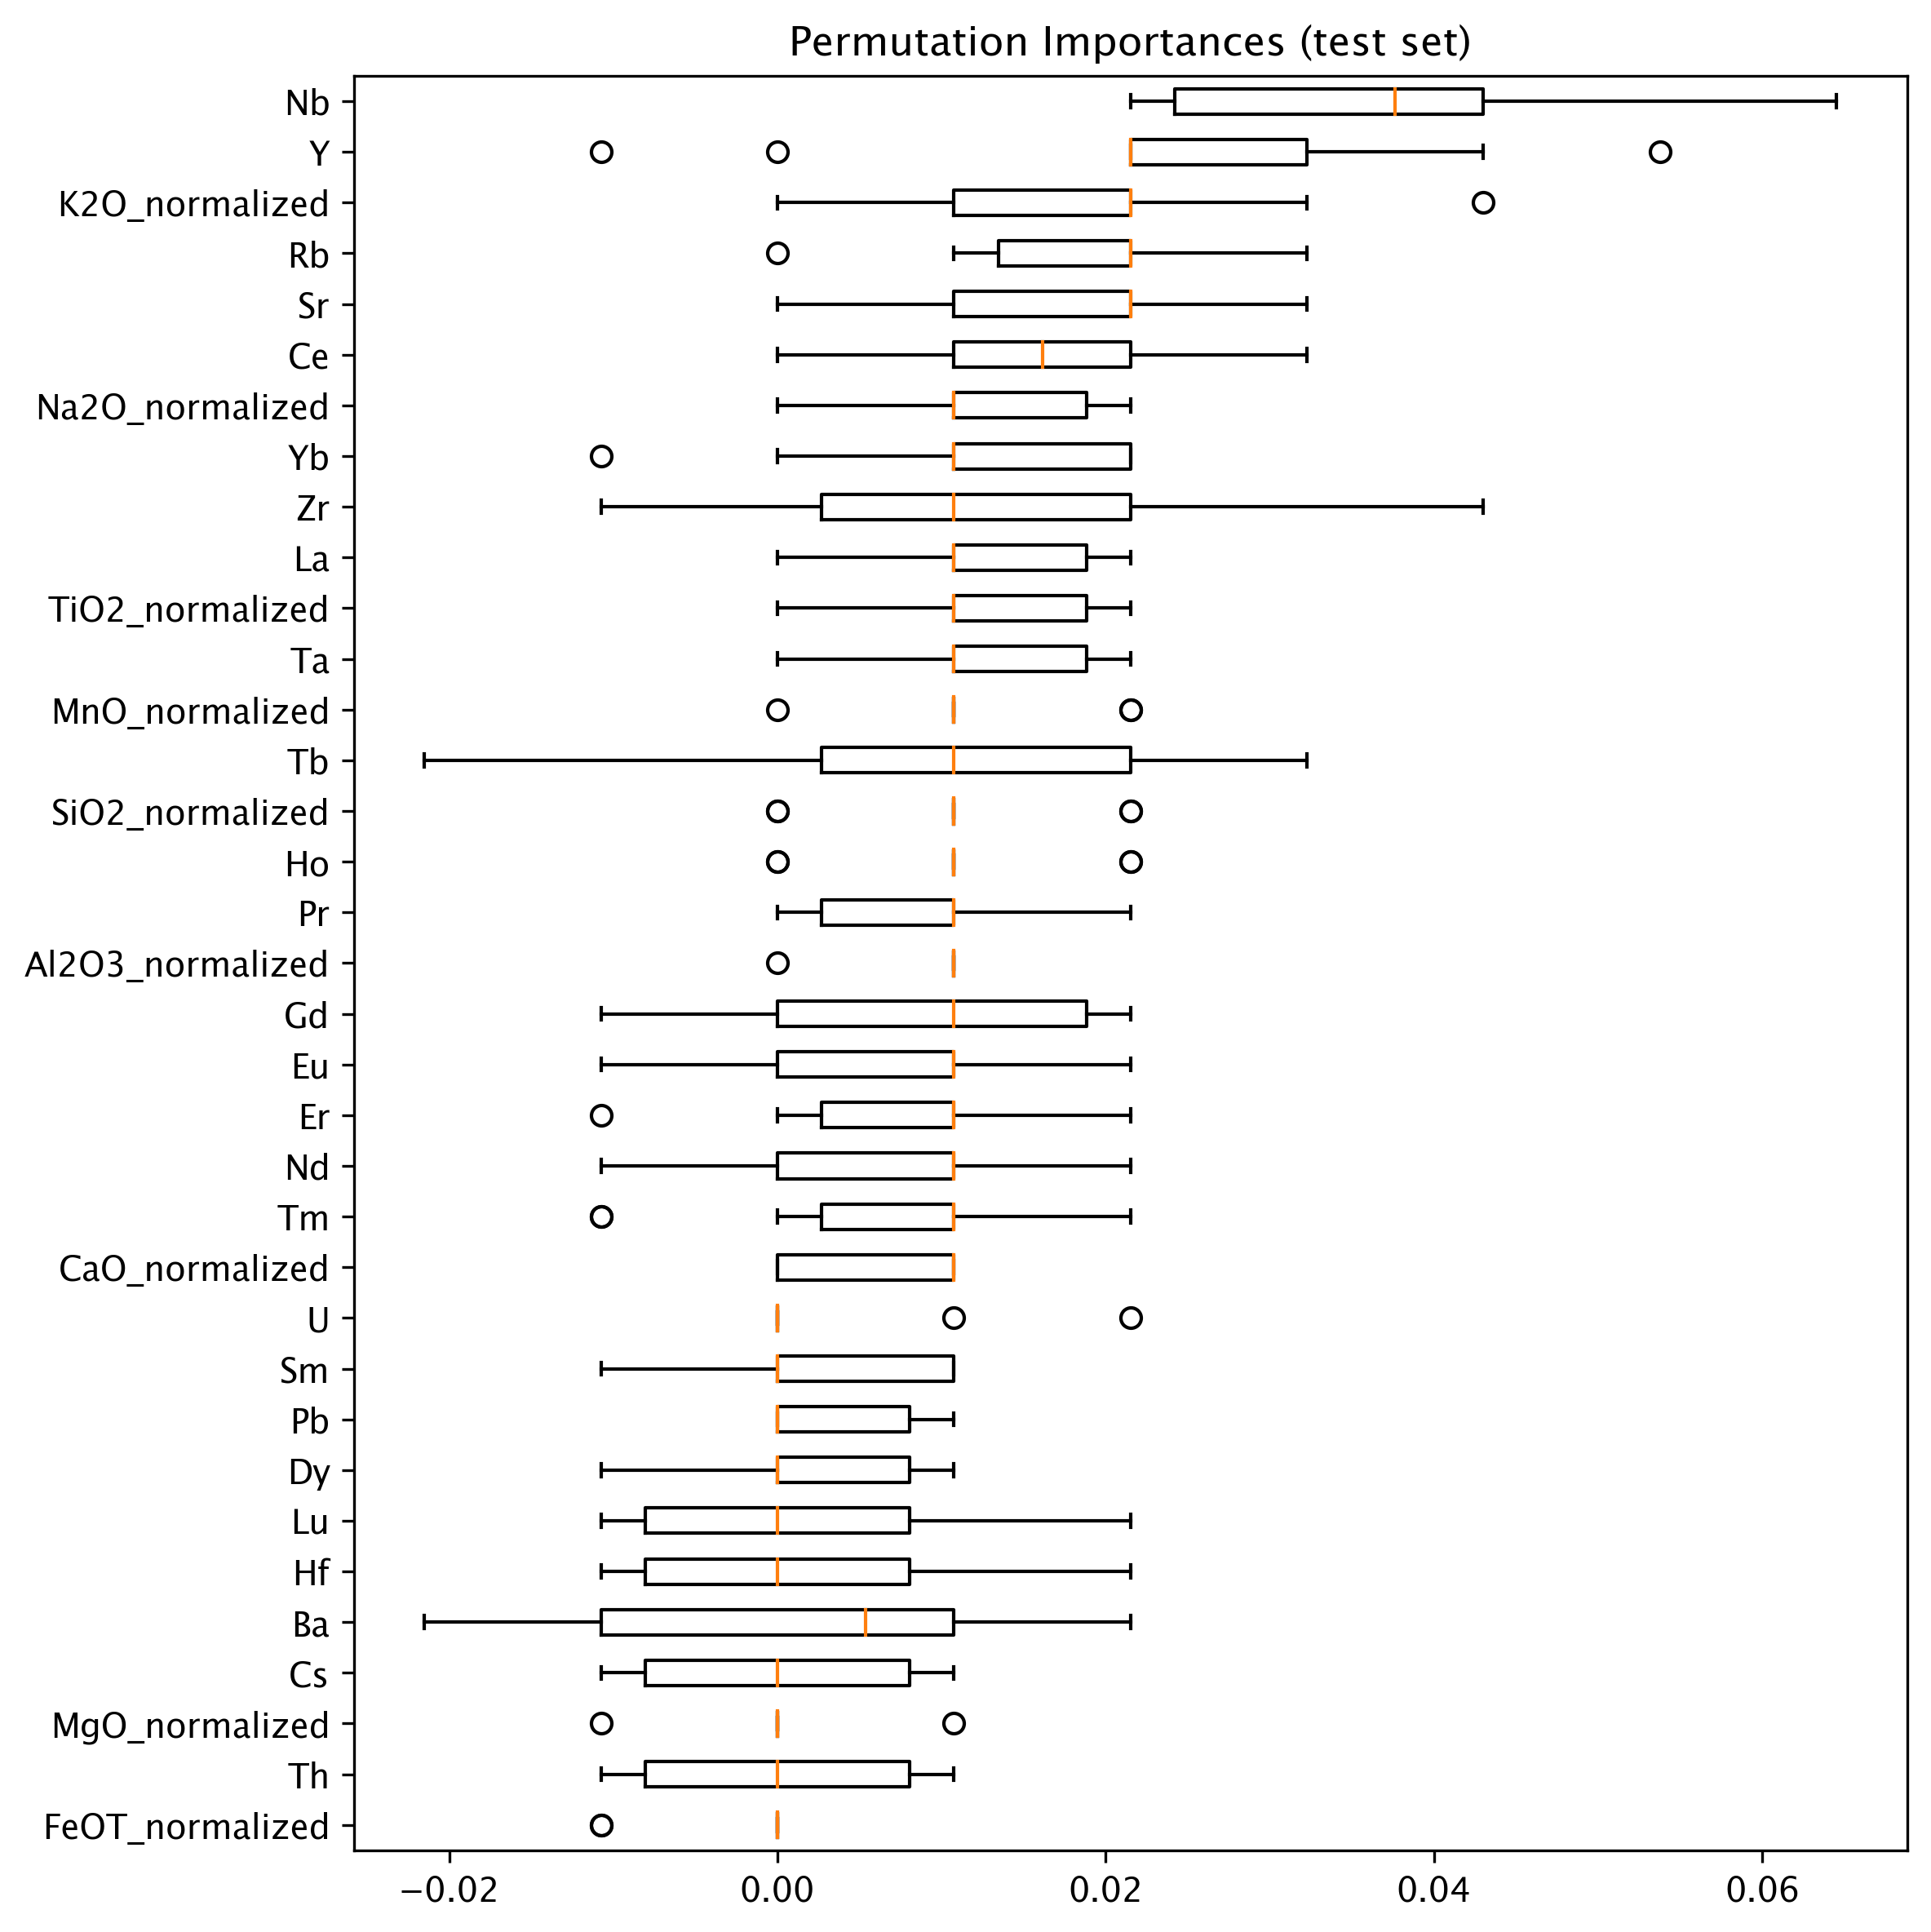 Permutation Importances (test set)
Nb
Y
K2O_normalized
Rb
Sr
Ce
Na2O_normalized
Yb
Zr
La
TiO2_normalized
Ta
MnO_normalized
Tb
SiO2_normalized
Ho
Pr
Al2O3_normalized
Gd
Eu
Er
Nd
Tm
CaO_normalized
U
Sm
Pb
Dy
Lu
Hf
Ba
Cs
MgO_normalized
Th
FeOT_normalized
−0.02 0.00 0.02 0.04 0.06